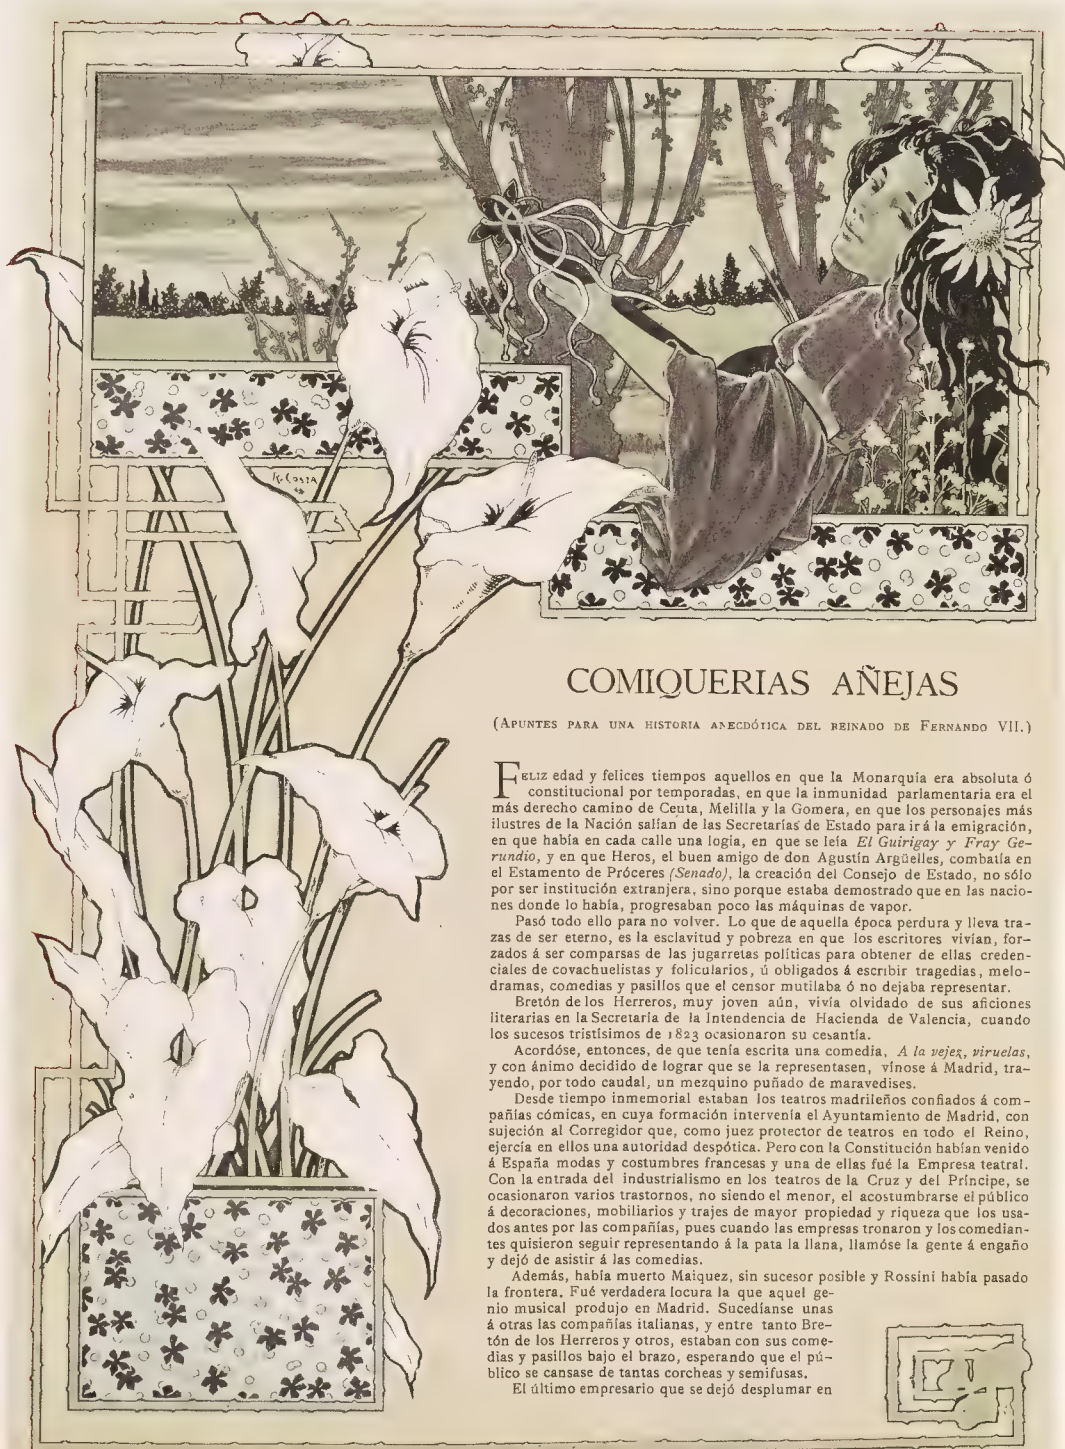 R. COSTA
COMIQUERIAS AÑEJAS
(APUNTES PARA UNA HISTORIA ANECDÓTICA DEL REINADO DE FERNANDO VII.)
FELIZ edad y felices tiempos aquellos en que la Monarquía era absoluta ó
constitucional por temporadas, en que la inmunidad parlamentaria era el
más derecho camino de Ceuta, Melilla y la Gomera, en que los personajes más
ilustres de la Nación salían de las Secretarías de Estado para ir á la emigración,
en que había en cada calle una logia, en que se leía El Guirigay y Fray Ge-
rundio, y en que Heros, el buen amigo de don Agustín Argüelles, combatía en
el Estamento de Próceres (Senado), la creación del Consejo de Estado, no sólo
por ser institución extranjera, sino porque estaba demostrado que en las nacio-
nes donde lo había, progresaban poco las máquinas de vapor.
Pasó todo ello para no volver. Lo que de aquella época perdura y lleva tra-
zas de ser eterno, es la esclavitud y pobreza en que los escritores vivían, for-
zados á ser comparsas de las jugarretas políticas para obtener de ellas creden-
ciales de covachuelistas y folicularios, ú obligados á escribir tragedias, melo-
dramas, comedias y pasillos que el censor mutilaba ó no dejaba representar.
Bretón de los Herreros, muy joven aún, vivía olvidado de sus aficiones
literarias en la Secretaría de la Intendencia de Hacienda de Valencia, cuando
los sucesos tristísimos de 1823 ocasionaron su cesantía.
Acordóse, entonces, de que tenía escrita una comedia, A la vejez, viruelas,
y con ánimo decidido de lograr que se la representasen, vínose á Madrid, tra-
yendo, por todo caudal, un mezquino puñado de maravedises.
Desde tiempo inmemorial estaban los teatros madrileños confiados á com-
pañías cómicas, en cuya formación intervenía el Ayuntamiento de Madrid, con
sujeción al Corregidor que, como juez protector de teatros en todo el Reino,
ejercía en ellos una autoridad despótica. Pero con la Constitución habían venido
á España modas y costumbres francesas y una de ellas fué la Empresa teatral.
Con la entrada del industrialismo en los teatros de la Cruz y del Príncipe, se
ocasionaron varios trastornos, no siendo el menor, el acostumbrarse el público
á decoraciones, mobiliarios y trajes de mayor propiedad y riqueza que los usa-
dos antes por las compañías, pues cuando las empresas tronaron y los comedian-
tes quisieron seguir representando á la pata la llana, llamóse la gente á engaño
y dejó de asistir á las comedias.
Además, había muerto Maiquez, sin sucesor posible y Rossini había pasado
la frontera. Fué verdadera locura la que aquel ge-
nio musical produjo en Madrid. Sucedíanse unas
á otras las compañías italianas, y entre tanto Bre-
tón de los Herreros y otros, estaban con sus come-
dias y pasillos bajo el brazo, esperando que el pú-
blico se cansase de tantas corcheas y semifusas.
El último empresario que se dejó desplumar en